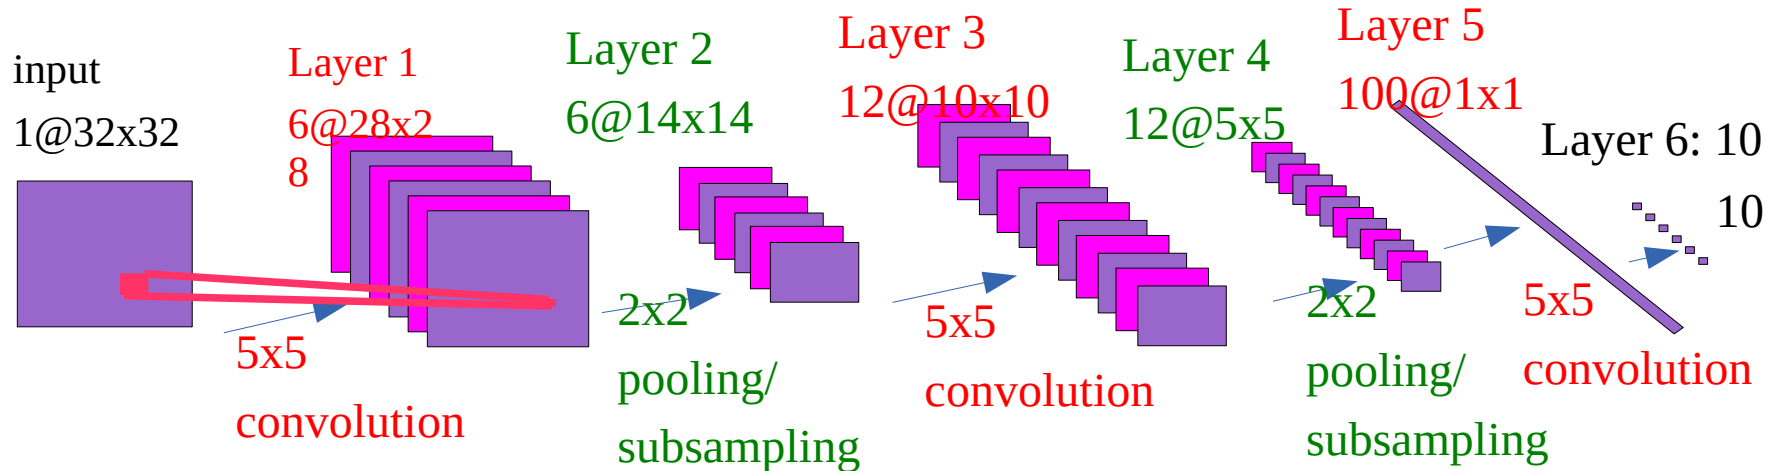 input
1@32x32
Layer 1
6@28x2
8
Layer 2
6@14x14
Layer 3
12@10x10
Layer 4
12@5x5
Layer 5
100@1x1
Layer 6: 10
10
5x5
convolution
2x2
pooling/
subsampling
5x5
convolution
2x2
pooling/
subsampling
5x5
convolution